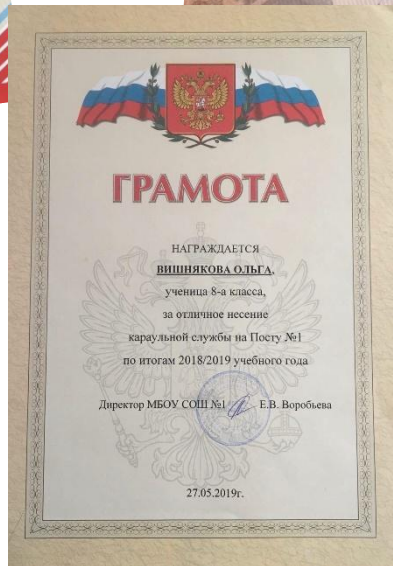 ГРАМОТА
НАГРАЖДАЕТСЯ
ВИШНЯКОВА ОЛЬГА,
ученица 8-а класса,
за отличное несение
караульной службы на Посту №1
по итогам 2018/2019 учебного года
Директор МБОУ СОШ №1 Е.В. Воробьева
27.05.2019г.